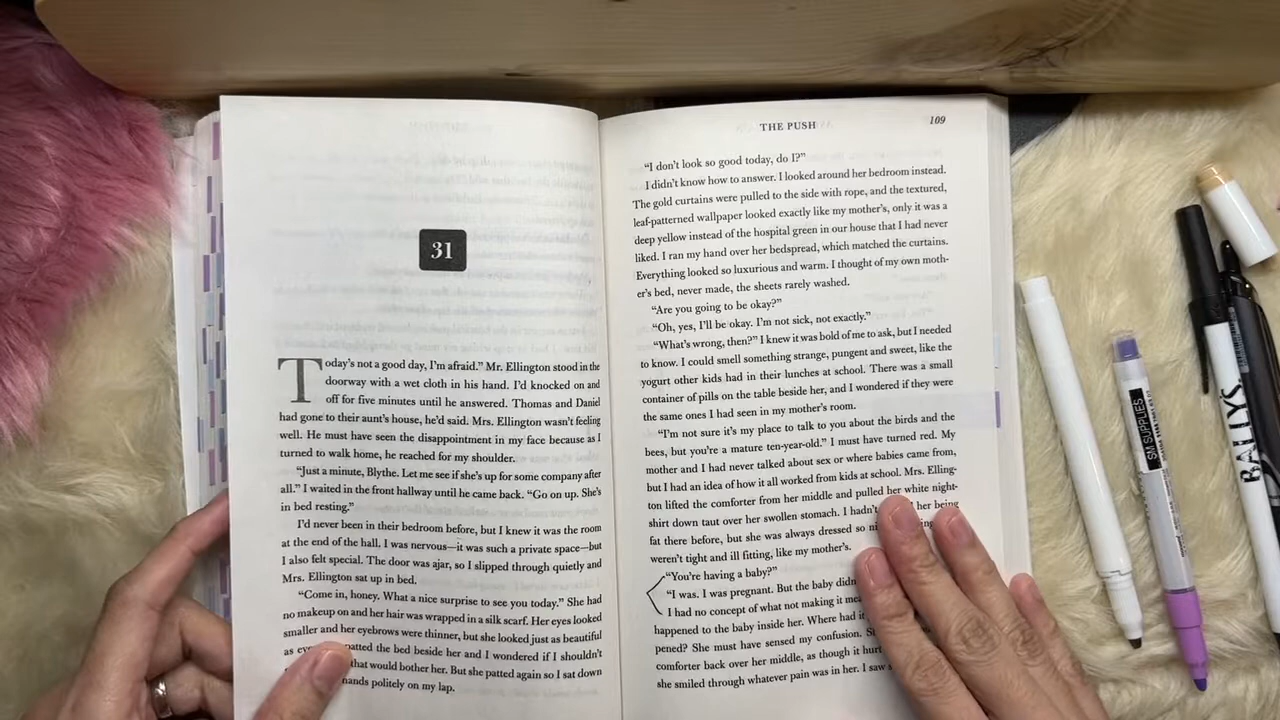 31
Today's not a good day, I'm afraid.” Mr. Ellington stood in the
doorway with a wet cloth in his hand. I'd knocked on and
off for five minutes until he answered. Thomas and Daniel
had gone to their aunt's house, he'd said. Mrs. Ellington wasn't feeling
well. He must have seen the disappointment in my face because as I
turned to walk home, he reached for my shoulder.
“Just a minute, Blythe. Let me see if she's up for some company after
all.” I waited in the front hallway until he came back. “Go on up. She's
in bed resting.”
I'd never been in their bedroom before, but I knew it was the room
at the end of the hall. I was nervous—it was such a private space—but
I also felt special. The door was ajar, so I slipped through quietly and
Mrs. Ellington sat up in bed.
“Come in, honey. What a nice surprise to see you today.” She had
no makeup on and her hair was wrapped in a silk scarf. Her eyes looked
smaller and her eyebrows were thinner, but she looked just as beautiful
as patted the bed beside her and I wondered if I shouldn't
that would bother her. But she patted again so I sat down
hands politely on my lap.
THE PUSH 109
“I don't look so good today, do I?”
I didn't know how to answer. I looked around her bedroom instead.
The gold curtains were pulled to the side with rope, and the textured,
leaf-patterned wallpaper looked exactly like my mother's, only it was a
deep yellow instead of the hospital green in our house that I had never
liked. I ran my hand over her bedspread, which matched the curtains.
Everything looked so luxurious and warm. I thought of my own moth-
er's bed, never made, the sheets rarely washed.
“Are you going to be okay?”
“Oh, yes, I'll be okay. I'm not sick, not exactly.”
“What's wrong, then?” I knew it was bold of me to ask, but I needed
to know. I could smell something strange, pungent and sweet, like the
yogurt other kids had in their lunches at school. There was a small
container of pills on the table beside her, and I wondered if they were
the same ones I had seen in my mother's room.
“I'm not sure it's my place to talk to you about the birds and the
bees, but you're a mature ten-year-old.” I must have turned red. My
mother and I had never talked about sex or where babies came from,
but I had an idea of how it all worked from kids at school. Mrs. Elling-
ton lifted the comforter from her middle and pulled her white night-
shirt down taut over her swollen stomach. I hadn't her being
fat there before, but she was always dressed so
weren't tight and ill fitting, like my mother's.
“You're having a baby?”
“I was. I was pregnant. But the baby
I had no concept of what not making it
happened to the baby inside her. Where had it
pened? She must have sensed my confusion.
comforter back over her middle, as though it hurt
she smiled through whatever pain was in her. I saw
SM SUPPLIES
BALLYS